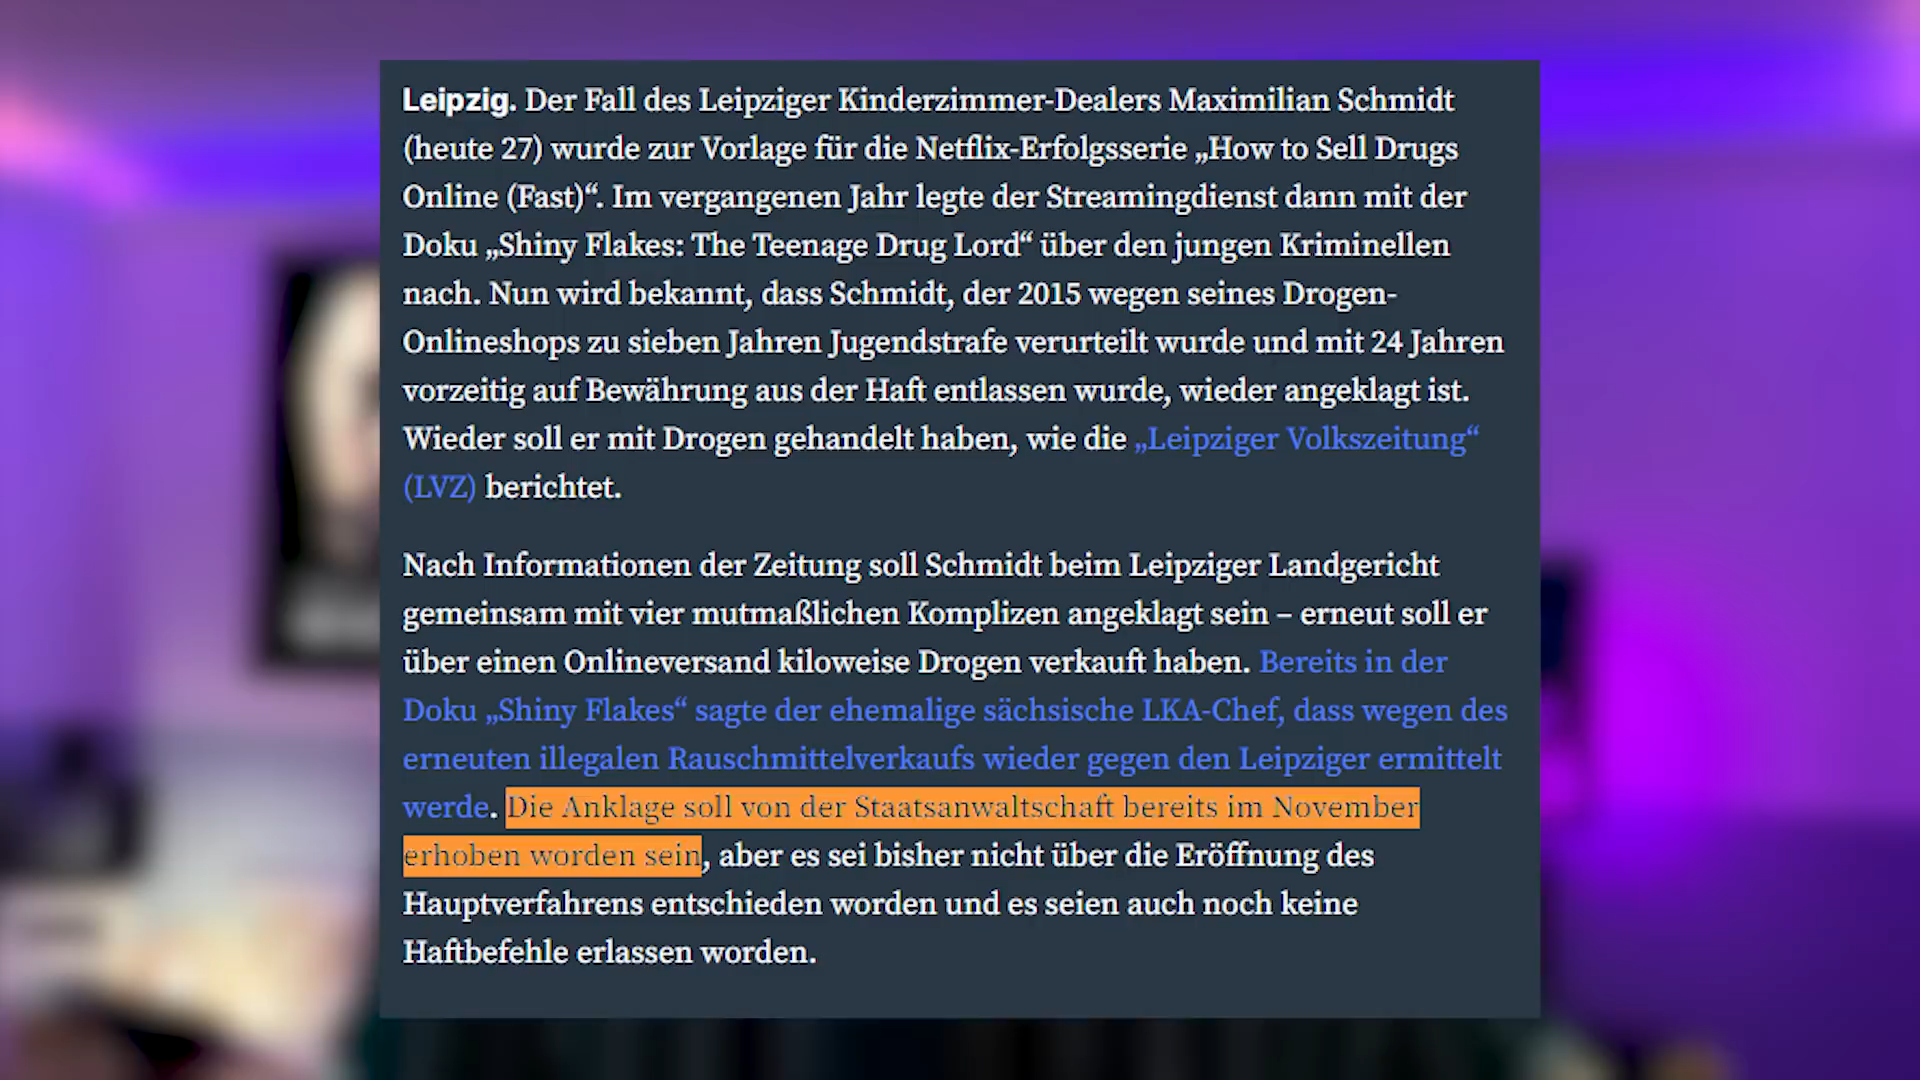 Leipzig. Der Fall des Leipziger Kinderzimmer-Dealers Maximilian Schmidt
(heute 27) wurde zur Vorlage für die Netflix-Erfolgsserie „How to Sell Drugs
Online (Fast)“. Im vergangenen Jahr legte der Streamingdienst dann mit der
Doku „Shiny Flakes: The Teenage Drug Lord“ über den jungen Kriminellen
nach. Nun wird bekannt, dass Schmidt, der 2015 wegen seines Drogen-
Onlineshops zu sieben Jahren Jugendstrafe verurteilt wurde und mit 24 Jahren
vorzeitig auf Bewährung aus der Haft entlassen wurde, wieder angeklagt ist.
Wieder soll er mit Drogen gehandelt haben, wie die „Leipziger Volkszeitung“
(LVZ) berichtet.
Nach Informationen der Zeitung soll Schmidt beim Leipziger Landgericht
gemeinsam mit vier mutmaßlichen Komplizen angeklagt sein – erneut soll er
über einen Onlineversand kiloweise Drogen verkauft haben. Bereits in der
Doku „Shiny Flakes“ sagte der ehemalige sächsische LKA-Chef, dass wegen des
erneuten illegalen Rauschmittelverkaufs wieder gegen den Leipziger ermittelt
werde. Die Anklage soll von der Staatsanwaltschaft bereits im November
erhoben worden sein, aber es sei bisher nicht über die Eröffnung des
Hauptverfahrens entschieden worden und es seien auch noch keine
Haftbefehle erlassen worden.